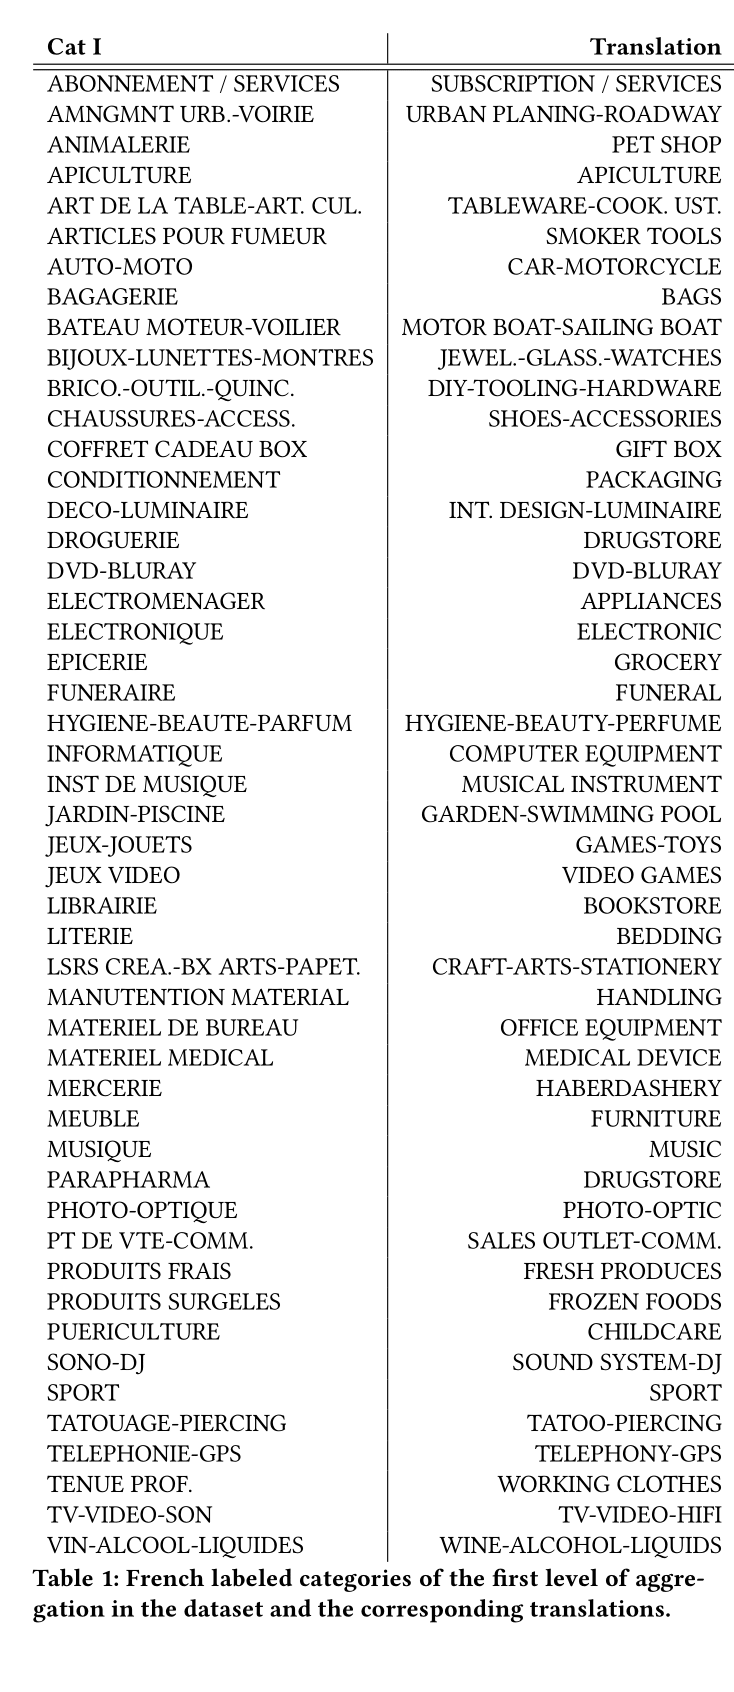 Cat I Translation
ABONNEMENT / SERVICES SUBSCRIPTION / SERVICES
AMNGMNT URB.-VOIRIE URBAN PLANING-ROADWAY
ANIMALERIE PET SHOP
APICULTURE APICULTURE
ART DE LA TABLE-ART. CUL. TABLEWARE-COOK. UST.
ARTICLES POUR FUMEUR SMOKER TOOLS
AUTO-MOTO CAR-MOTORCYCLE
BAGAGERIE BAGS
BATEAU MOTEUR-VOILIER MOTOR BOAT-SAILING BOAT
BIJOUX-LUNETTES-MONTRES JEWEL.-GLASS.-WATCHES
BRICO.-OUTIL.-QUINC. DIY-TOOLING-HARDWARE
CHAUSSURES-ACCESS. SHOES-ACCESSORIES
COFFRET CADEAU BOX GIFT BOX
CONDITIONNEMENT PACKAGING
DECO-LUMINAIRE INT. DESIGN-LUMINAIRE
DROGUERIE DRUGSTORE
DVD-BLURAY DVD-BLURAY
ELECTROMENAGER APPLIANCES
ELECTRONIQUE ELECTRONIC
EPICERIE GROCERY
FUNERAIRE FUNERAL
HYGIENE-BEAUTE-PARFUM HYGIENE-BEAUTY-PERFUME
INFORMATIQUE COMPUTER EQUIPMENT
INST DE MUSIQUE MUSICAL INSTRUMENT
JARDIN-PISCINE GARDEN-SWIMMING POOL
JEUX-JOUETS GAMES-TOYS
JEUX VIDEO VIDEO GAMES
LIBRAIRIE BOOKSTORE
LITERIE BEDDING
LSRS CREA.-BX ARTS-PAPET. CRAFT-ARTS-STATIONERY
MANUTENTION MATERIAL HANDLING
MATERIEL DE BUREAU OFFICE EQUIPMENT
MATERIEL MEDICAL MEDICAL DEVICE
MERCERIE HABERDASHERY
MEUBLE FURNITURE
MUSIQUE MUSIC
PARAPHARMA DRUGSTORE
PHOTO-OPTIQUE PHOTO-OPTIC
PT DE VTE-COMM. SALES OUTLET-COMM.
PRODUITS FRAIS FRESH PRODUCES
PRODUITS SURGELES FROZEN FOODS
PUERICULTURE CHILDCARE
SONO-DJ SOUND SYSTEM-DJ
SPORT SPORT
TATOUAGE-PIERCING TATOO-PIERCING
TELEPHONIE-GPS TELEPHONY-GPS
TENUE PROF. WORKING CLOTHES
TV-VIDEO-SON TV-VIDEO-HIFI
VIN-ALCOOL-LIQUIDES WINE-ALCOHOL-LIQUIDS
Table 1: French labeled categories of the first level of aggre-
gation in the dataset and the corresponding translations.